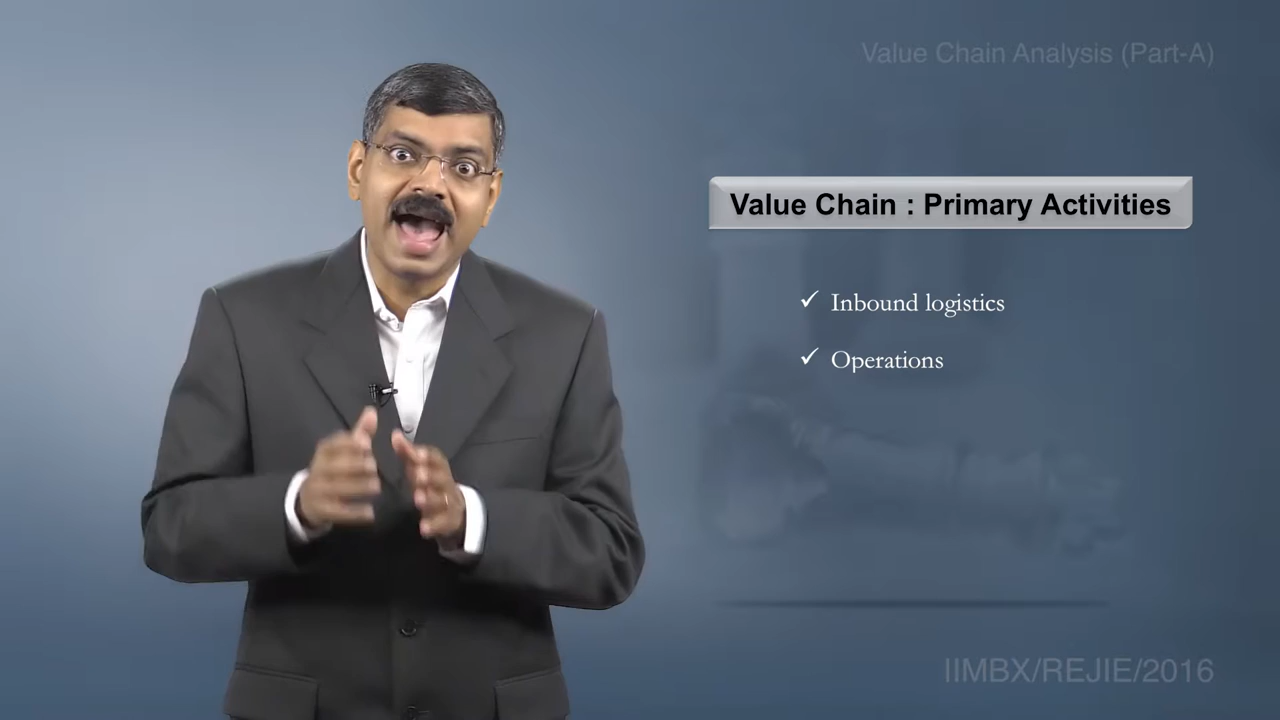 Value Chain Analysis (Part-A)
Value Chain : Primary Activities
✓ Inbound logistics
✓ Operations
IIMBX/REJIE/2016